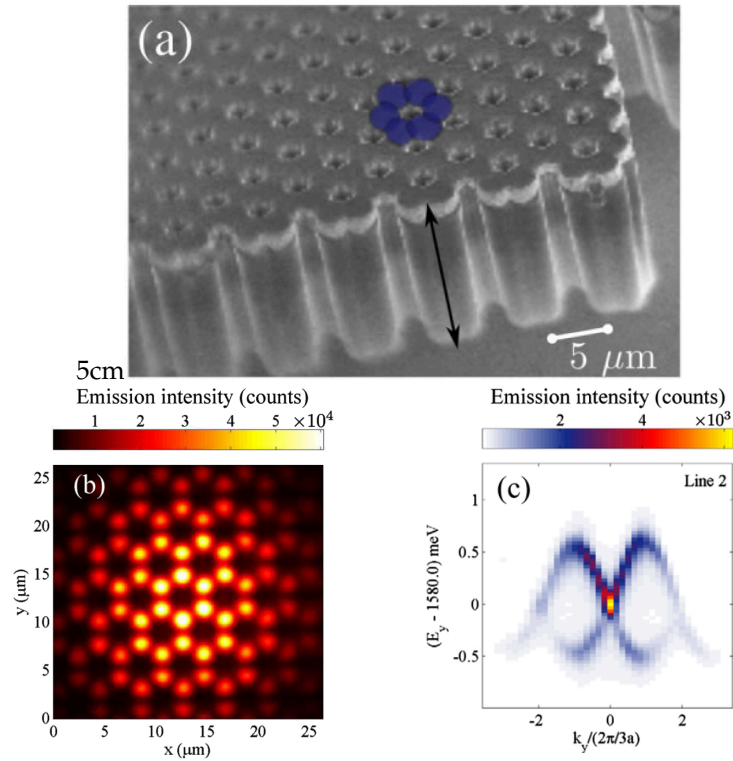 (a)
5 μm
5cm
Emission intensity (counts)
1 2 3 4 5 ×10⁴
(b)
25
20
15
10
5
0
y (μm)
0 5 10 15 20 25
x (μm)
Emission intensity (counts)
2 4 ×10³
(c)
Line 2
1
0.5
0
-0.5
(E_y - 1580.0) meV
-2 0 2
k_y/(2π/3a)